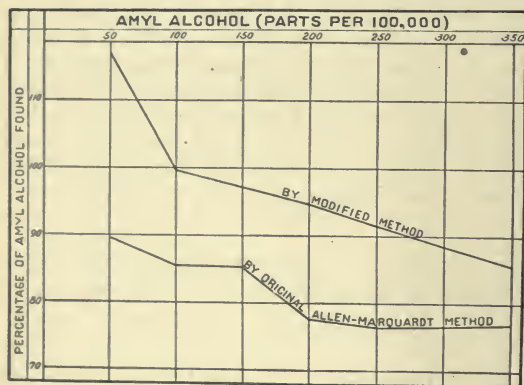 AMYL ALCOHOL (PARTS PER 100,000)
50 100 150 200 250 300 350
PERCENTAGE OF AMYL ALCOHOL FOUND
110
100
90
80
70
BY MODIFIED METHOD
BY ORIGINAL ALLEN-MARQUARDT METHOD